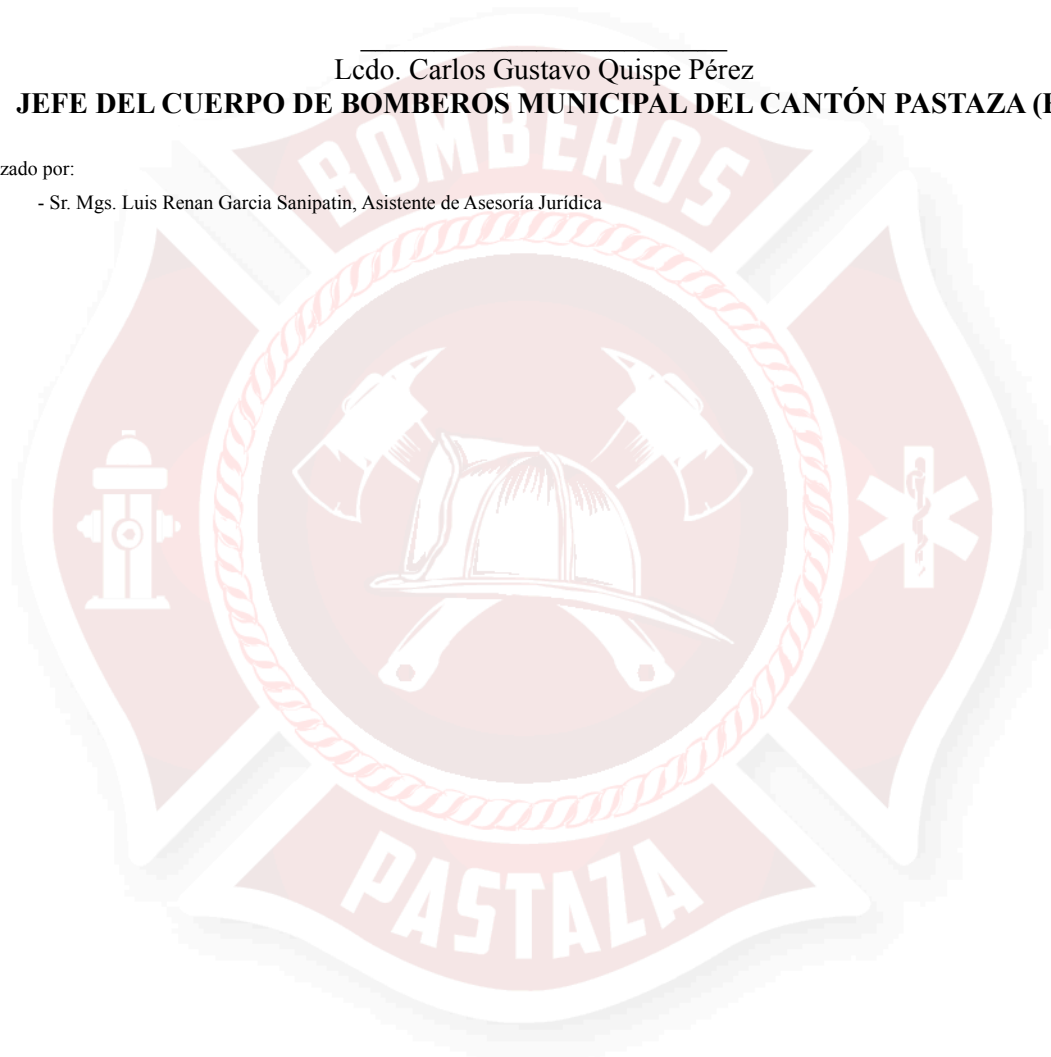 Lcdo. Carlos Gustavo Quispe Pérez
JEFE DEL CUERPO DE BOMBEROS MUNICIPAL DEL CANTÓN PASTAZA (
zado por:
- Sr. Mgs. Luis Renan Garcia Sanipatin, Asistente de Asesoría Jurídica
BOMBEROS
PASTAZA